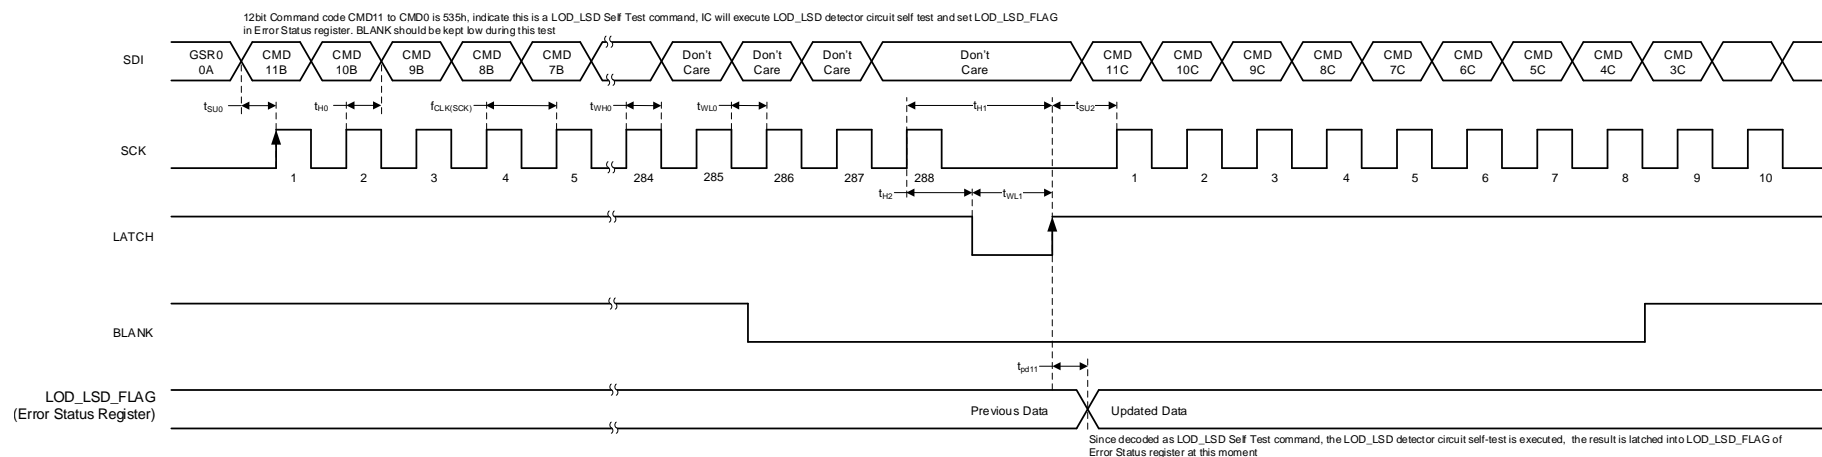 12bit Command code CMD11 to CMD0 is 535h, indicate this is a LOD_LSD Self Test command, IC will execute LOD_LSD detector circuit self test and set LOD_LSD_FLAG
in Error Status register. BLANK should be kept low during this test
SDI
GSR0 0A
CMD 11B
CMD 10B
CMD 9B
CMD 8B
CMD 7B
Don't Care
Don't Care
Don't Care
Don't Care
CMD 11C
CMD 10C
CMD 9C
CMD 8C
CMD 7C
CMD 6C
CMD 5C
CMD 4C
CMD 3C
tSU0
tH0
fCLK(SCK)
tWH0
tWL0
tH1
tSU2
SCK
1 2 3 4 5 284 285 286 287 288 1 2 3 4 5 6 7 8 9 10
tH2
tWL1
LATCH
BLANK
tpd11
LOD_LSD_FLAG
(Error Status Register)
Previous Data
Updated Data
Since decoded as LOD_LSD Self Test command, the LOD_LSD detector circuit self-test is executed, the result is latched into LOD_LSD_FLAG of
Error Status register at this moment